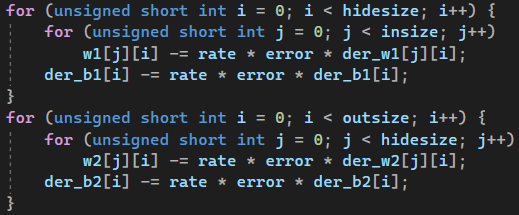 for (unsigned short int i = 0; i < hidesize; i++) {
for (unsigned short int j = 0; j < insize; j++)
w1[j][i] -= rate * error * der_w1[j][i];
der_b1[i] -= rate * error * der_b1[i];
}
for (unsigned short int i = 0; i < outsize; i++) {
for (unsigned short int j = 0; j < hidesize; j++)
w2[j][i] -= rate * error * der_w2[j][i];
der_b2[i] -= rate * error * der_b2[i];
}